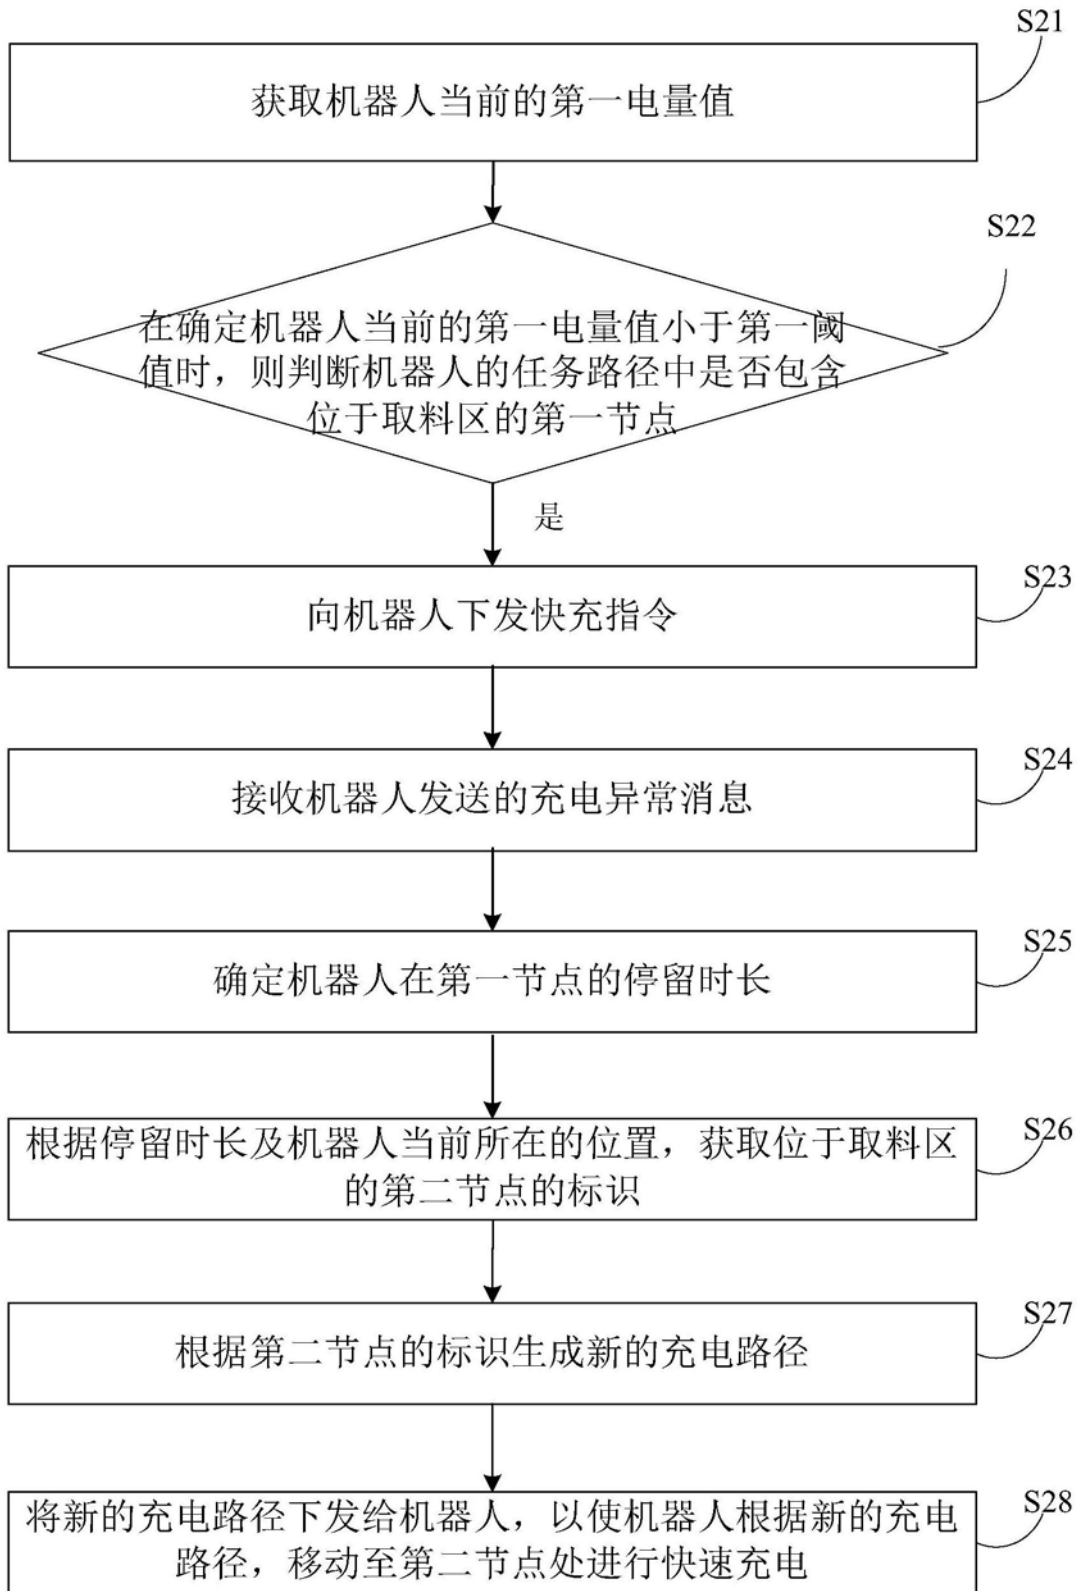 S21
获取机器人当前的第一电量值
S22
在确定机器人当前的第一电量值小于第一阈
值时，则判断机器人的任务路径中是否包含
位于取料区的第一节点
是
S23
向机器人下发快充指令
S24
接收机器人发送的充电异常消息
S25
确定机器人在第一节点的停留时长
S26
根据停留时长及机器人当前所在的位置，获取位于取料区
的第二节点的标识
S27
根据第二节点的标识生成新的充电路径
S28
将新的充电路径下发给机器人，以使机器人根据新的充电
路径，移动至第二节点处进行快速充电